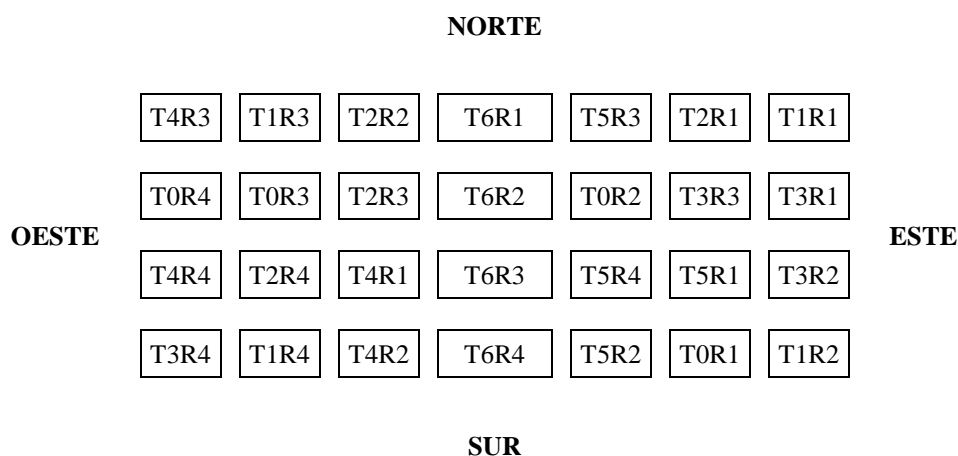 NORTE
T4R3 T1R3 T2R2 T6R1 T5R3 T2R1 T1R1
T0R4 T0R3 T2R3 T6R2 T0R2 T3R3 T3R1
OESTE ESTE
T4R4 T2R4 T4R1 T6R3 T5R4 T5R1 T3R2
T3R4 T1R4 T4R2 T6R4 T5R2 T0R1 T1R2
SUR